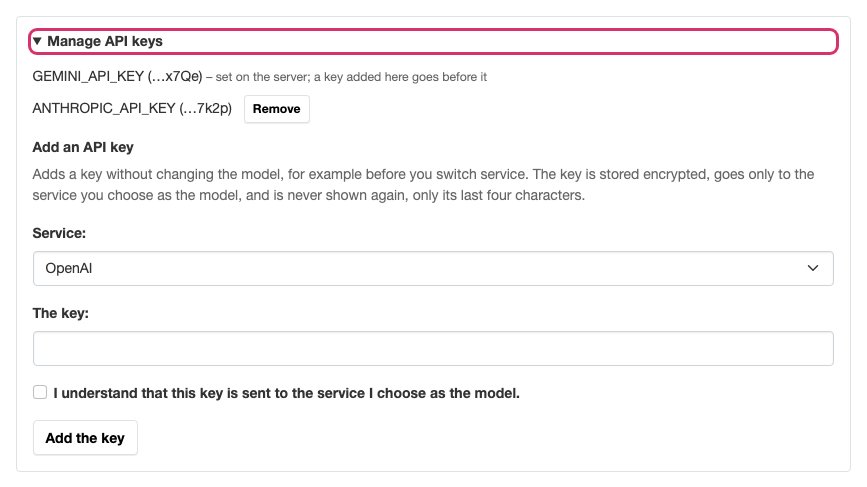 Manage API keys
GEMINI_API_KEY (…x7Qe) – set on the server; a key added here goes before it
ANTHROPIC_API_KEY (…7k2p) Remove
Add an API key
Adds a key without changing the model, for example before you switch service. The key is stored encrypted, goes only to the
service you choose as the model, and is never shown again, only its last four characters.
Service:
OpenAI
The key:
I understand that this key is sent to the service I choose as the model.
Add the key